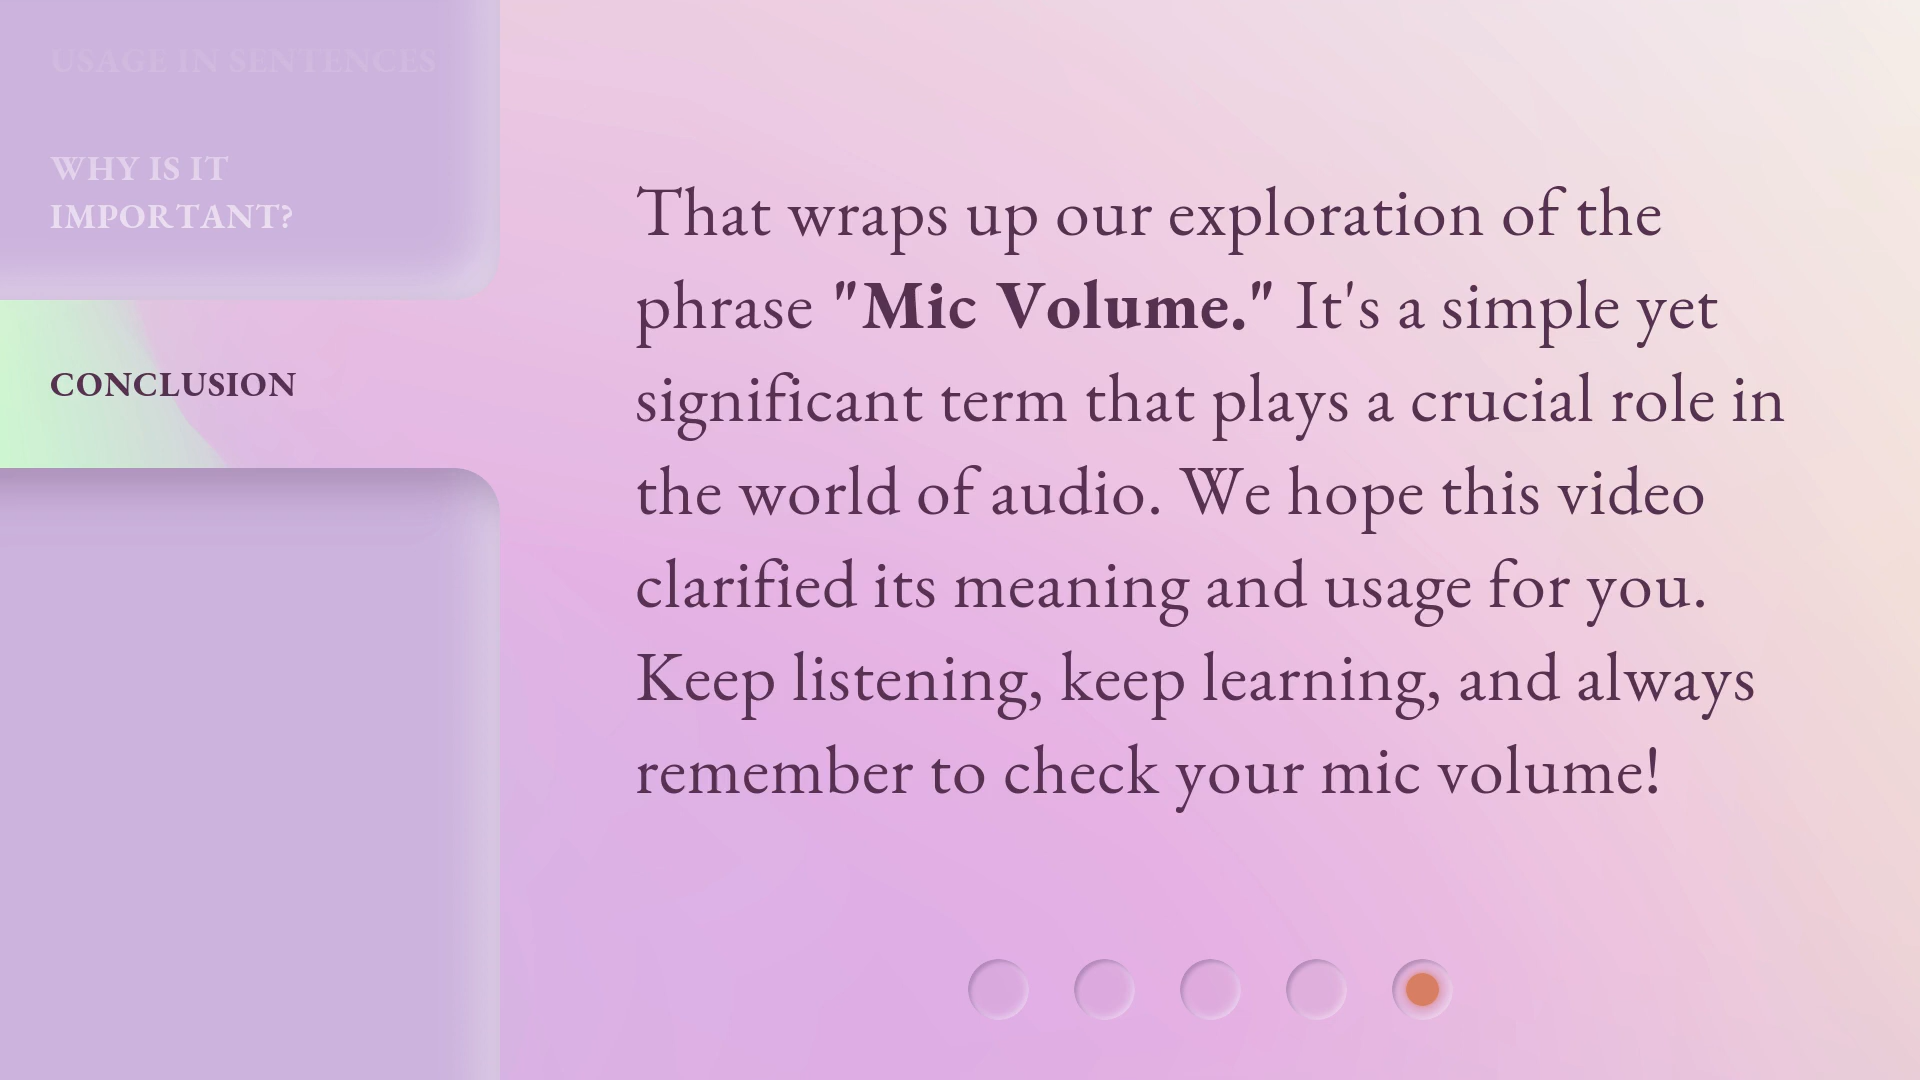 USAGE IN SENTENCES
WHY IS IT
IMPORTANT?
CONCLUSION
That wraps up our exploration of the
phrase "Mic Volume." It's a simple yet
significant term that plays a crucial role in
the world of audio. We hope this video
clarified its meaning and usage for you.
Keep listening, keep learning, and always
remember to check your mic volume!